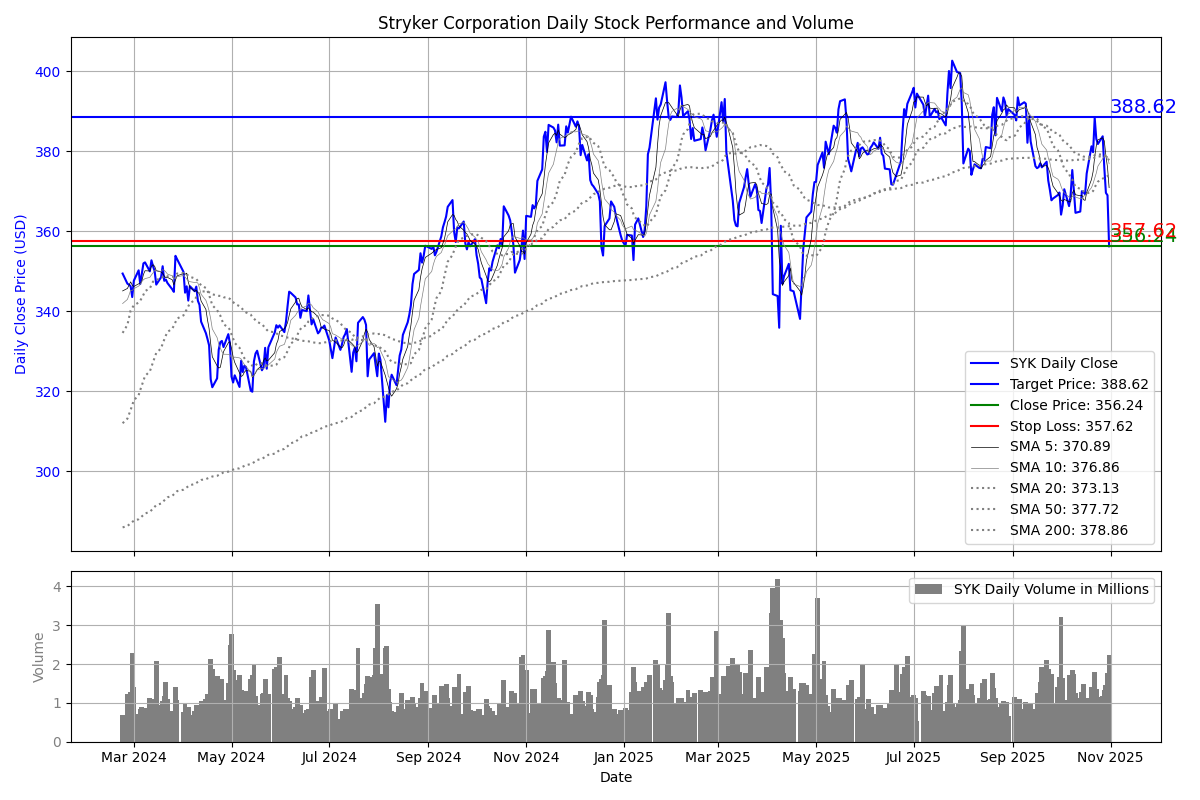 Stryker Corporation Daily Stock Performance and Volume
Daily Close Price (USD)
400
380
360
340
320
300
388.62
357.62
356.24
SYK Daily Close
Target Price: 388.62
Close Price: 356.24
Stop Loss: 357.62
SMA 5: 370.89
SMA 10: 376.86
SMA 20: 373.13
SMA 50: 377.72
SMA 200: 378.86
Volume
4
3
2
1
0
SYK Daily Volume in Millions
Mar 2024 May 2024 Jul 2024 Sep 2024 Nov 2024 Jan 2025 Mar 2025 May 2025 Jul 2025 Sep 2025 Nov 2025
Date